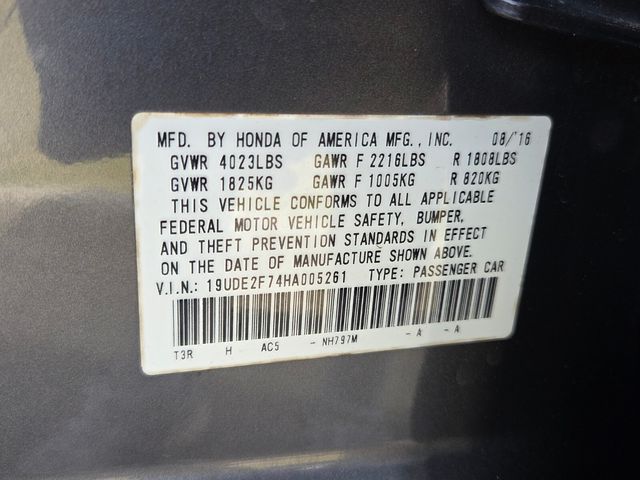 MFD. BY HONDA OF AMERICA MFG., INC. 08/'16
GVWR 4023LBS GAWR F 2216LBS R 1808LBS
GVWR 1825KG GAWR F 1005KG R 820KG
THIS VEHICLE CONFORMS TO ALL APPLICABLE
FEDERAL MOTOR VEHICLE SAFETY, BUMPER,
AND THEFT PREVENTION STANDARDS IN EFFECT
ON THE DATE OF MANUFACTURE SHOWN ABOVE.
V.I.N.: 19UDE2F74HA005261 TYPE: PASSENGER CAR
T3R H AC5 - NH797M - A - A-